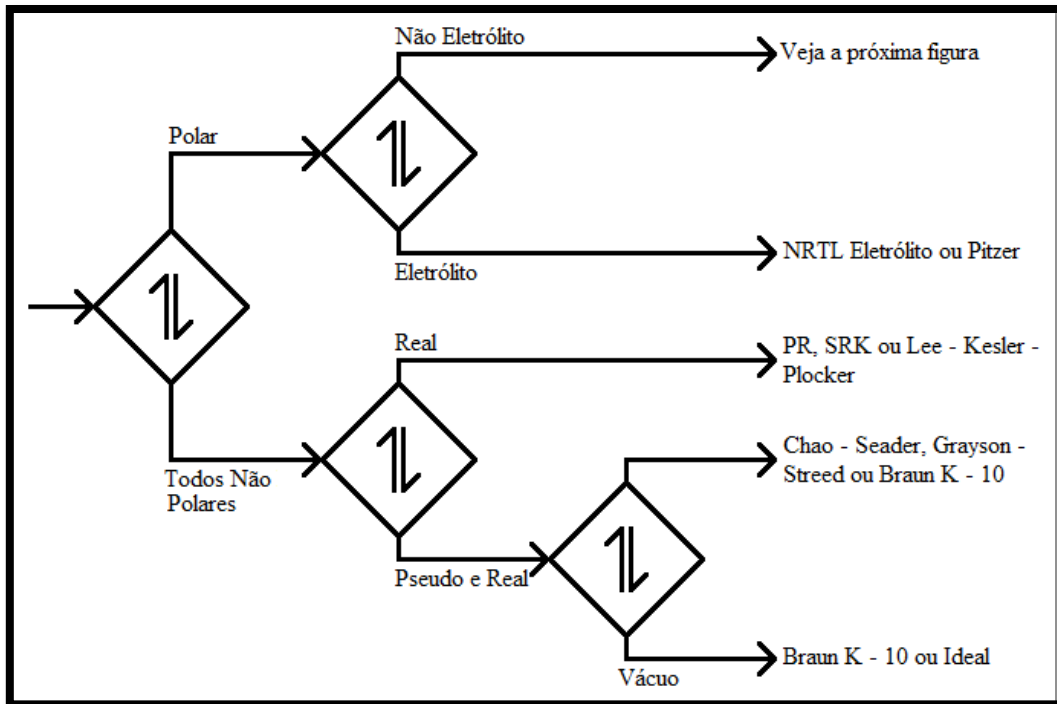 Não Eletrólito
Veja a próxima figura
Polar
Eletrólito
NRTL Eletrólito ou Pitzer
Real
PR, SRK ou Lee - Kesler -
Plocker
Todos Não
Polares
Chao - Seader, Grayson -
Streed ou Braun K - 10
Pseudo e Real
Vácuo
Braun K - 10 ou Ideal